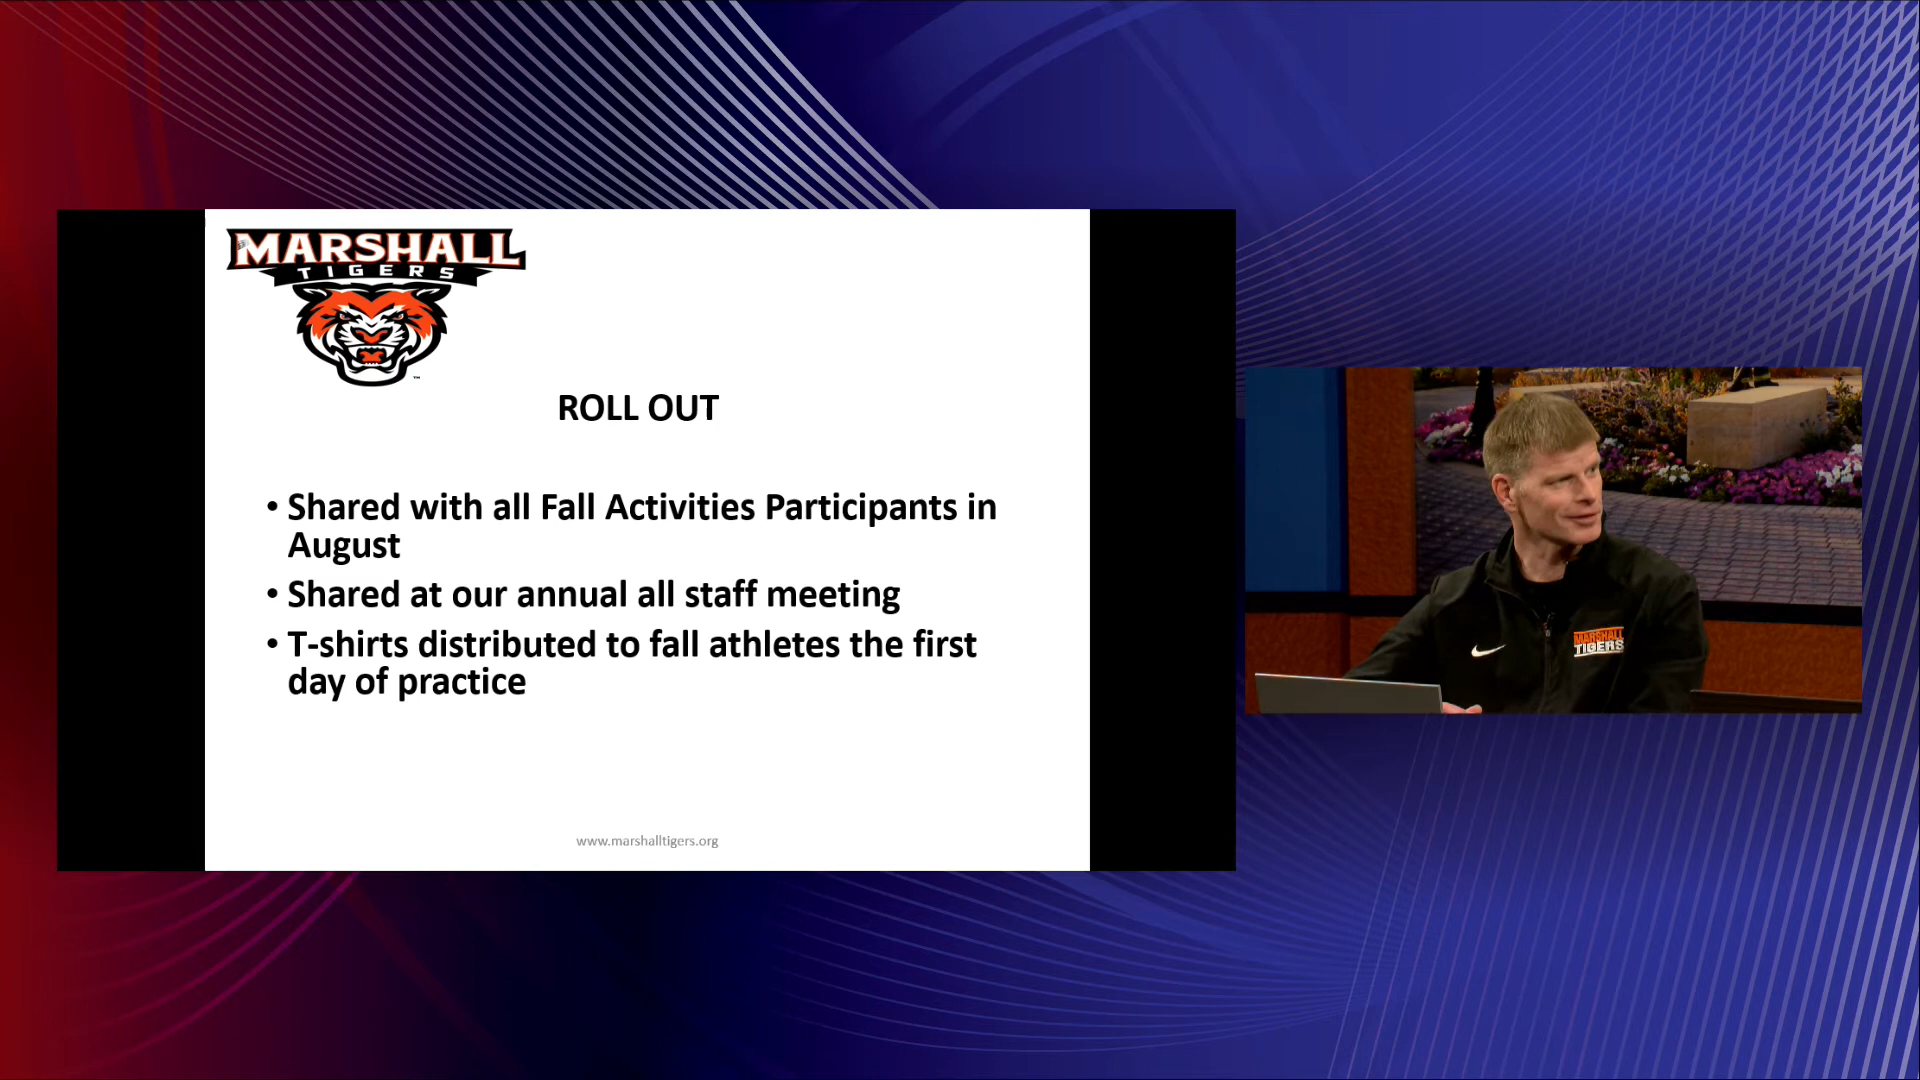 MARSHALL
TIGERS
™
ROLL OUT
• Shared with all Fall Activities Participants in
August
• Shared at our annual all staff meeting
• T-shirts distributed to fall athletes the first
day of practice
www.marshalltigers.org
MARSHALL
TIGERS